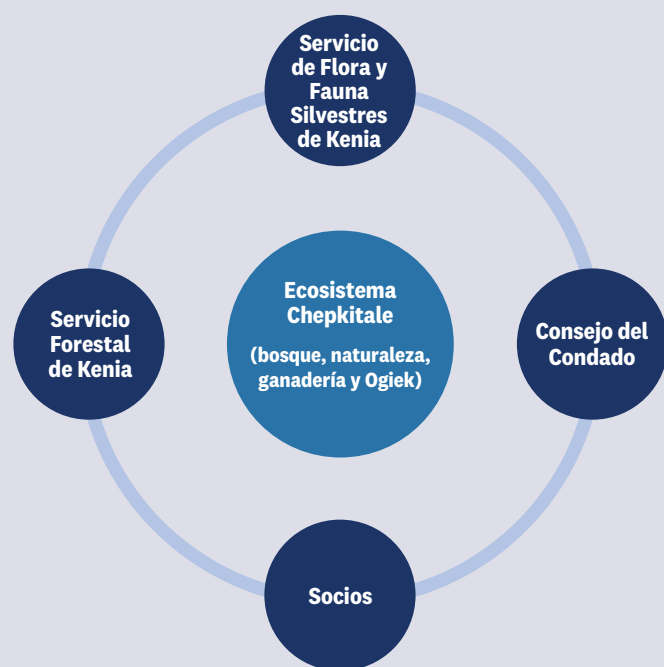 Servicio
de Flora y
Fauna
Silvestres
de Kenia
Ecosistema
Chepkitale
(bosque, naturaleza,
ganadería y Ogiek)
Servicio
Forestal
de Kenia
Consejo del
Condado
Socios